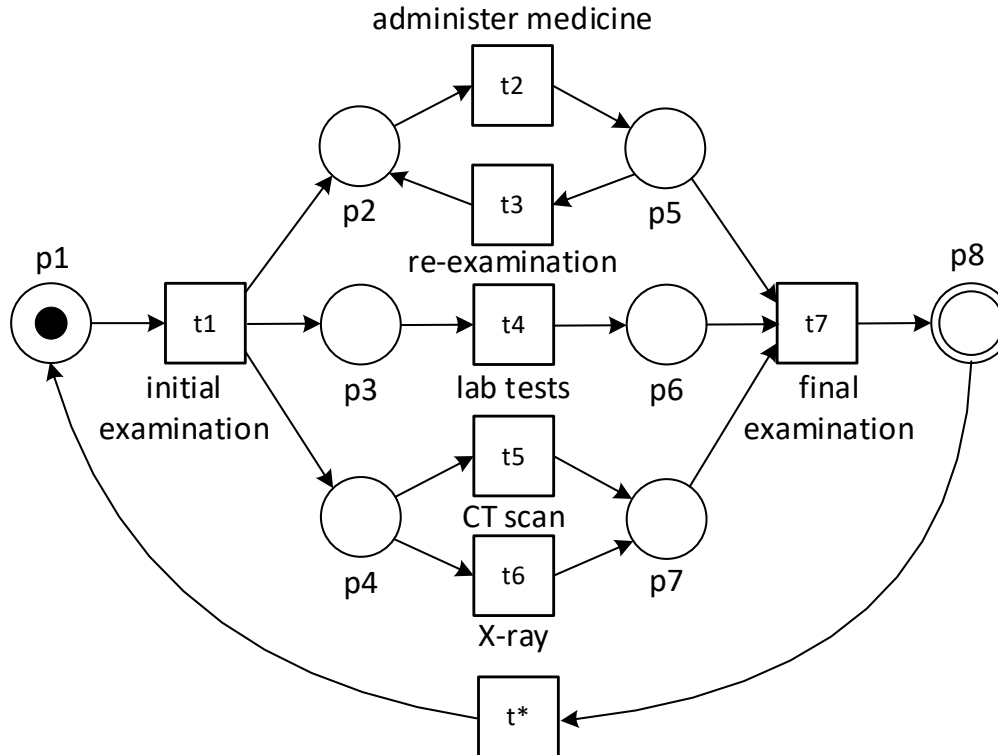 administer medicine
t2
p2
p5
t3
re-examination
p1
p8
t1
t4
t7
initial
examination
p3
lab tests
p6
final
examination
t5
CT scan
p4
t6
p7
X-ray
t*